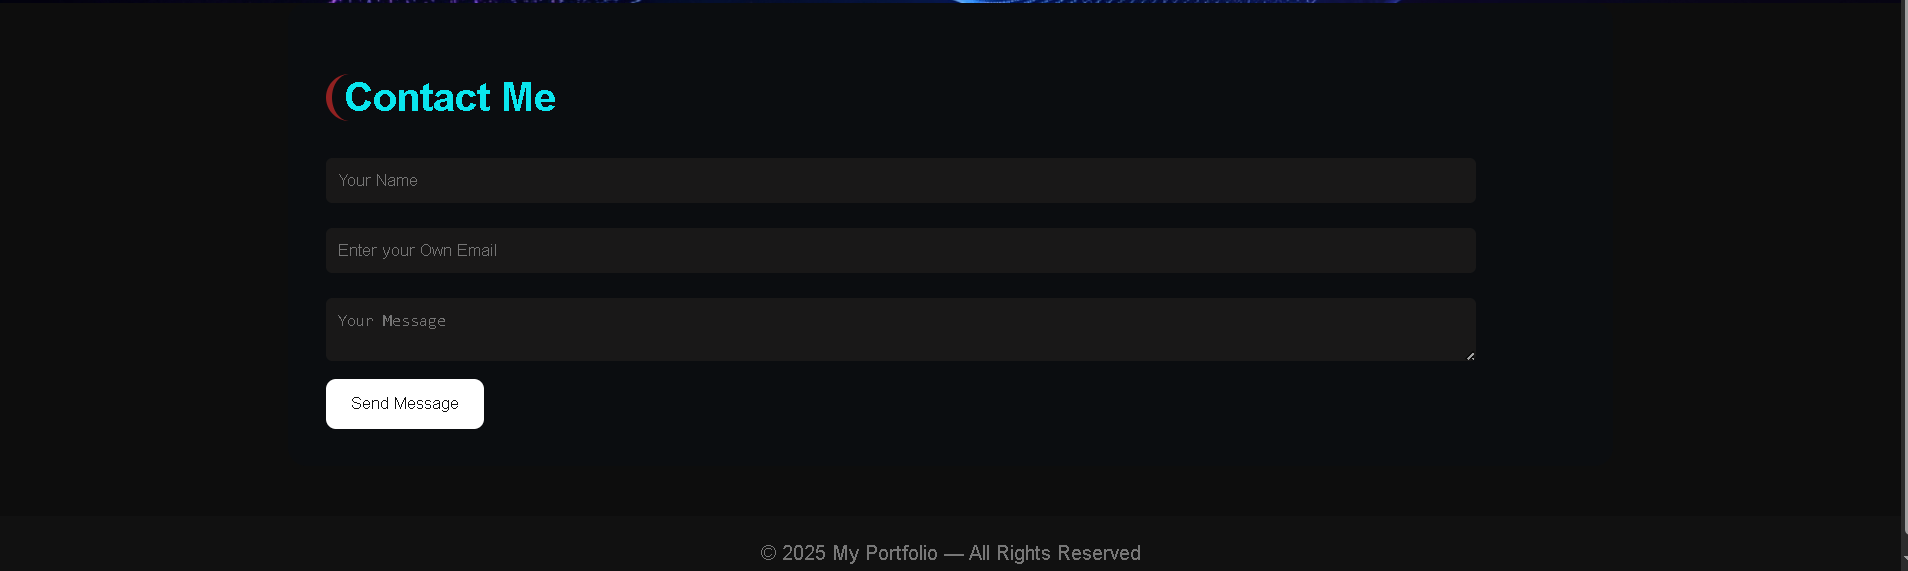 Contact Me
Your Name
Enter your Own Email
Your Message
Send Message
© 2025 My Portfolio — All Rights Reserved